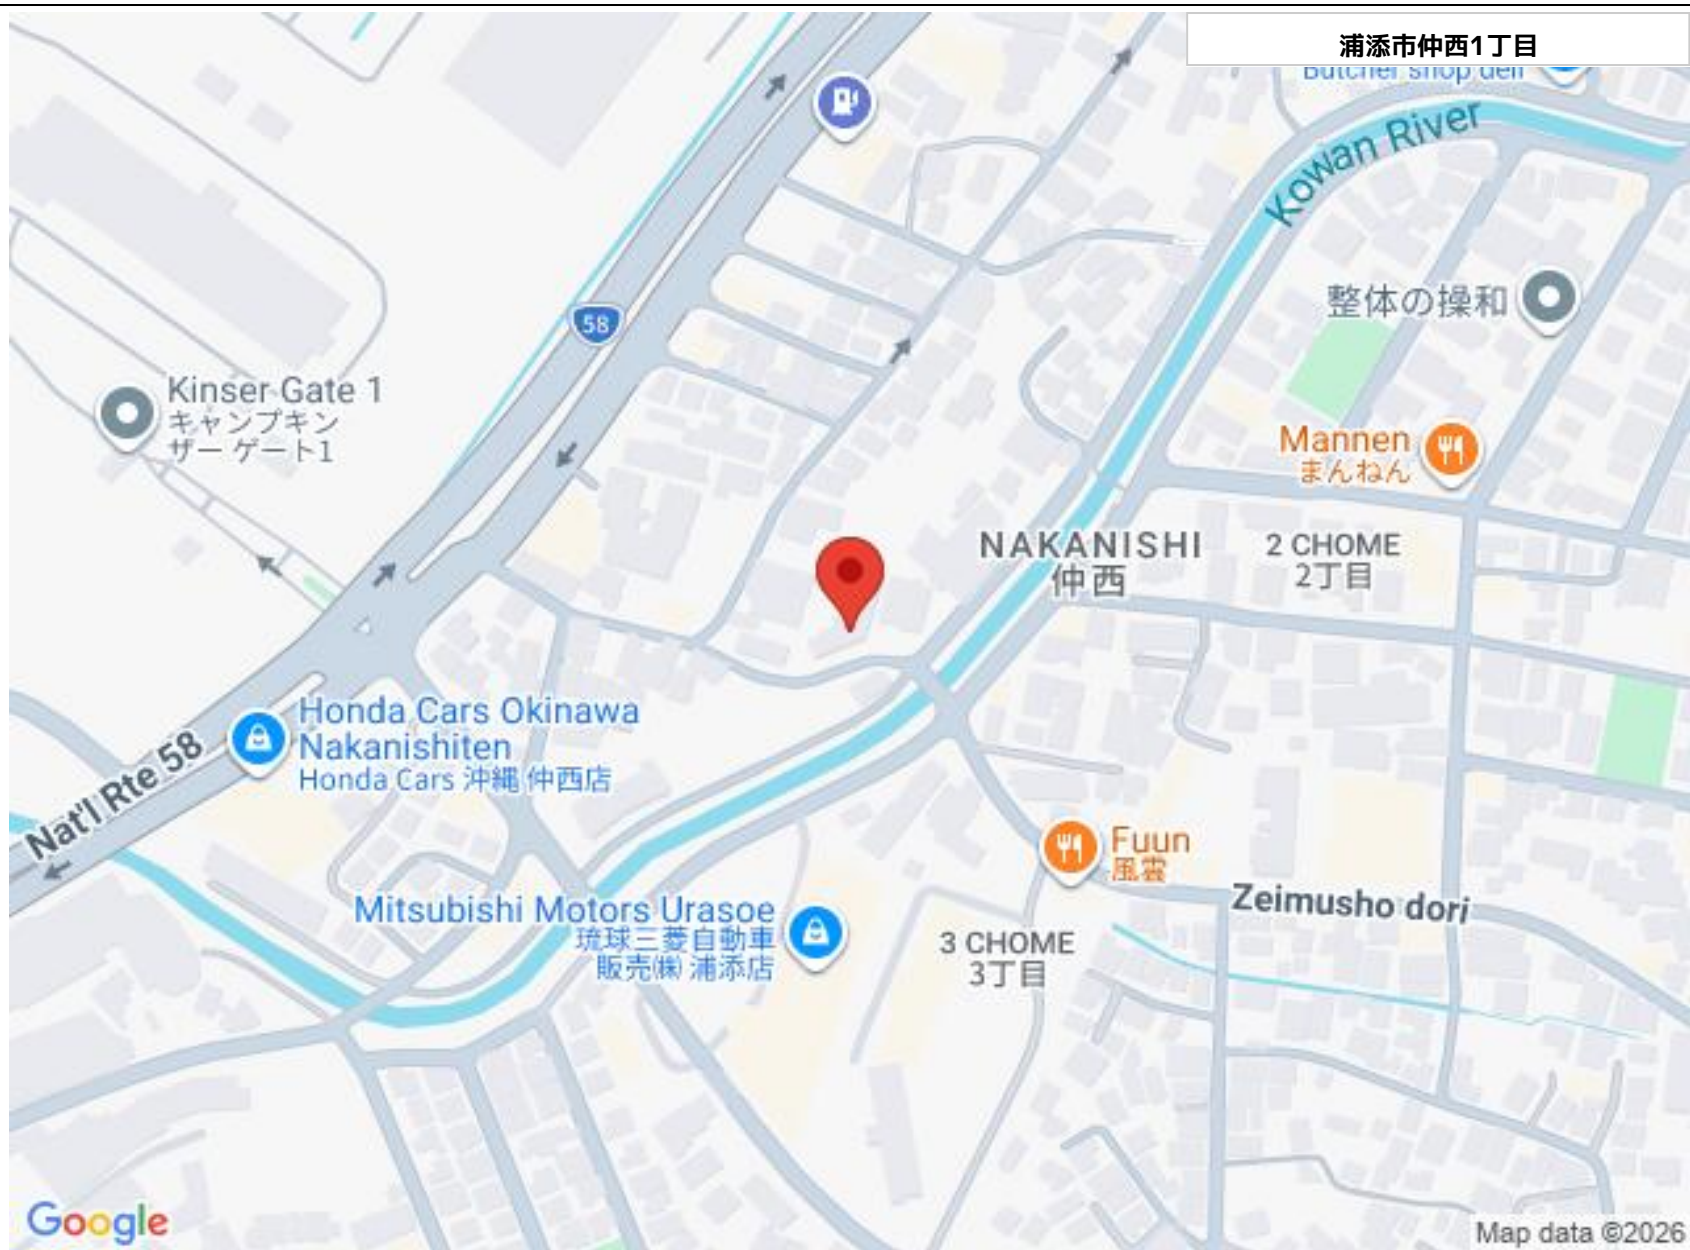 浦添市仲西1丁目
Butcher shop deli
Kowan River
整体の操和
58
Kinser Gate 1
キャンプキン
ザー ゲート1
Mannen
まんねん
NAKANISHI
仲西
2 CHOME
2丁目
Honda Cars Okinawa
Nakanishiten
Honda Cars 沖縄 仲西店
Nat'l Rte 58
Fuun
風雲
Zeimusho dori
Mitsubishi Motors Urasoe
琉球三菱自動車
販売㈱ 浦添店
3 CHOME
3丁目
Google
Map data ©2026